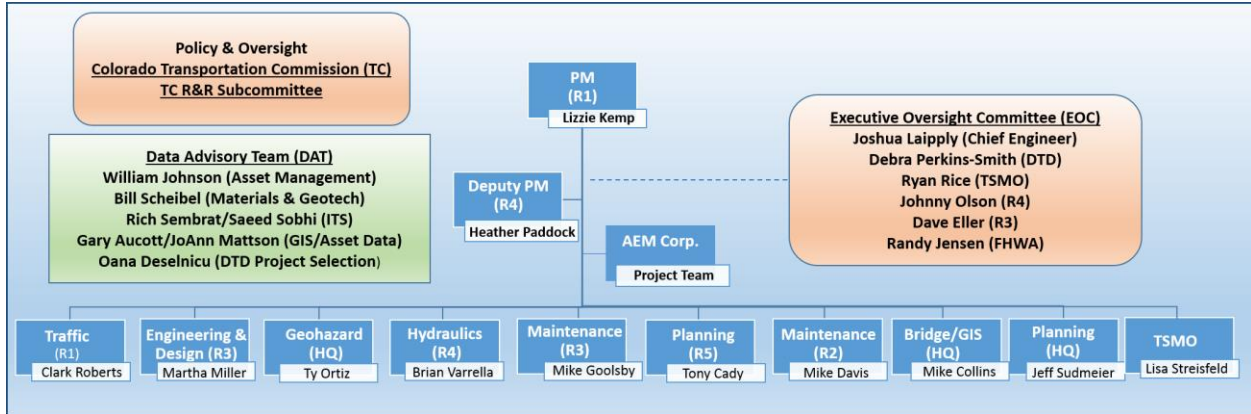 Policy & Oversight
Colorado Transportation Commission (TC)
TC R&R Subcommittee
Data Advisory Team (DAT)
William Johnson (Asset Management)
Bill Scheibel (Materials & Geotech)
Rich Sembrat/Saeed Sobhi (ITS)
Gary Aucott/JoAnn Mattson (GIS/Asset Data)
Oana Deselnicu (DTD Project Selection)
PM
(R1)
Lizzie Kemp
Deputy PM
(R4)
Heather Paddock
AEM Corp.
Project Team
Executive Oversight Committee (EOC)
Joshua Laipply (Chief Engineer)
Debra Perkins-Smith (DTD)
Ryan Rice (TSMO)
Johnny Olson (R4)
Dave Eller (R3)
Randy Jensen (FHWA)
Traffic
(R1)
Clark Roberts
Engineering &
Design (R3)
Martha Miller
Geohazard
(HQ)
Ty Ortiz
Hydraulics
(R4)
Brian Varrella
Maintenance
(R3)
Mike Goolsby
Planning
(R5)
Tony Cady
Maintenance
(R2)
Mike Davis
Bridge/GIS
(HQ)
Mike Collins
Planning
(HQ)
Jeff Sudmeier
TSMO
Lisa Streisfeld